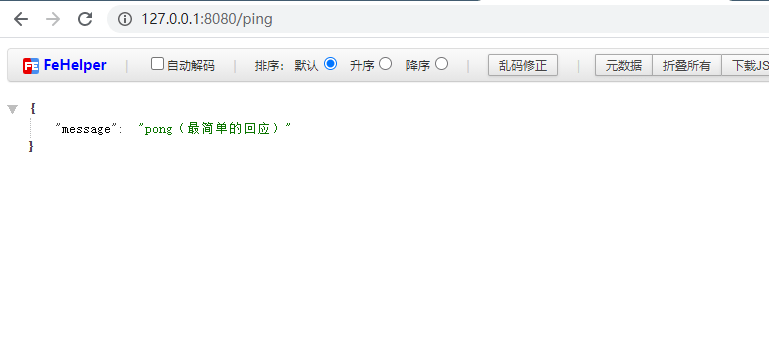 127.0.0.1:8080/ping
FeHelper | 自动解码 | 排序: 默认 升序 降序 | 乱码修正 | 元数据 折叠所有 下载JS
{
"message": "pong（最简单的回应）"
}